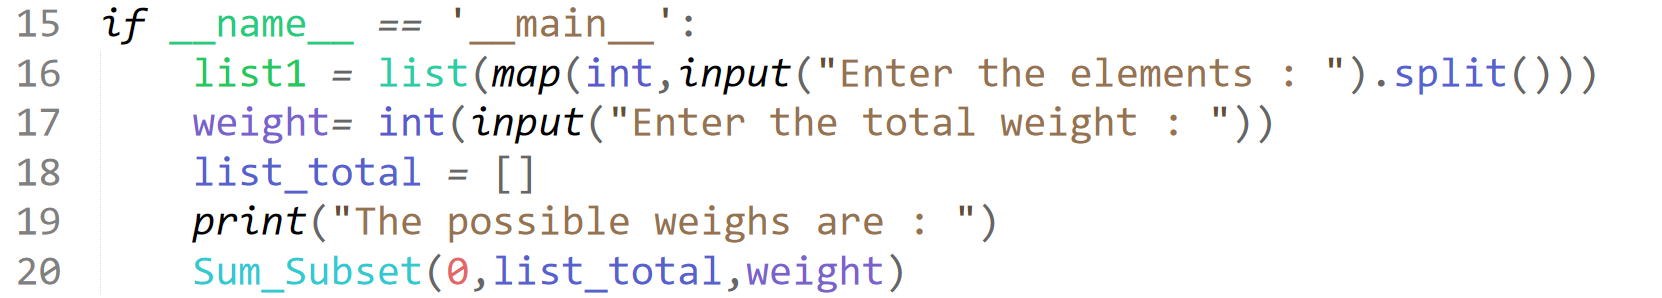 15 if __name__ == '__main__':
16 list1 = list(map(int,input("Enter the elements : ").split()))
17 weight= int(input("Enter the total weight : "))
18 list_total = []
19 print("The possible weighs are : ")
20 Sum_Subset(0,list_total,weight)